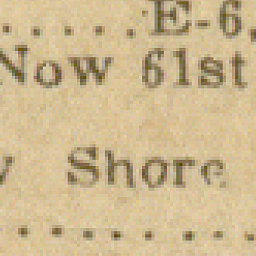 .....E-6,
Now 61st
Shore
........